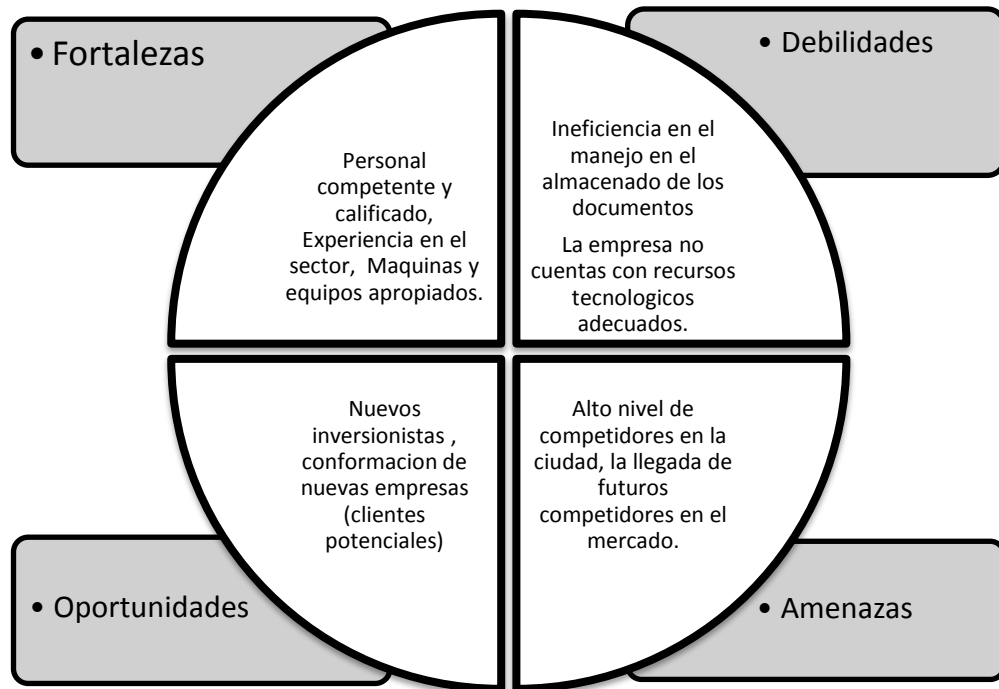 • Fortalezas
Personal
competente y
calificado,
Experiencia en el
sector, Maquinas y
equipos apropiados.
• Debilidades
Ineficiencia en el
manejo en el
almacenado de los
documentos
La empresa no
cuentas con recursos
tecnologicos
adecuados.
Nuevos
inversionistas ,
conformacion de
nuevas empresas
(clientes
potenciales)
• Oportunidades
Alto nivel de
competidores en la
ciudad, la llegada de
futuros
competidores en el
mercado.
• Amenazas